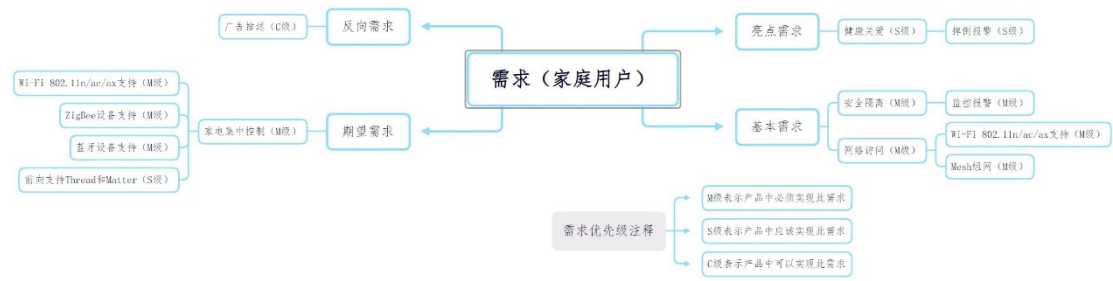 需求（家庭用户）
反向需求
广告推送（C级）
期望需求
家电集中控制（M级）
Wi-Fi 802.11n/ac/ax支持（M级）
ZigBee设备支持（M级）
蓝牙设备支持（M级）
前向支持Thread和Matter（S级）
亮点需求
健康关爱（S级）
摔倒报警（S级）
基本需求
安全隔离（M级）
监控报警（M级）
网络访问（M级）
Wi-Fi 802.11n/ac/ax支持（M级）
Mesh组网（M级）
需求优先级注释
M级表示产品中必须实现此需求
S级表示产品中应该实现此需求
C级表示产品中可以实现此需求